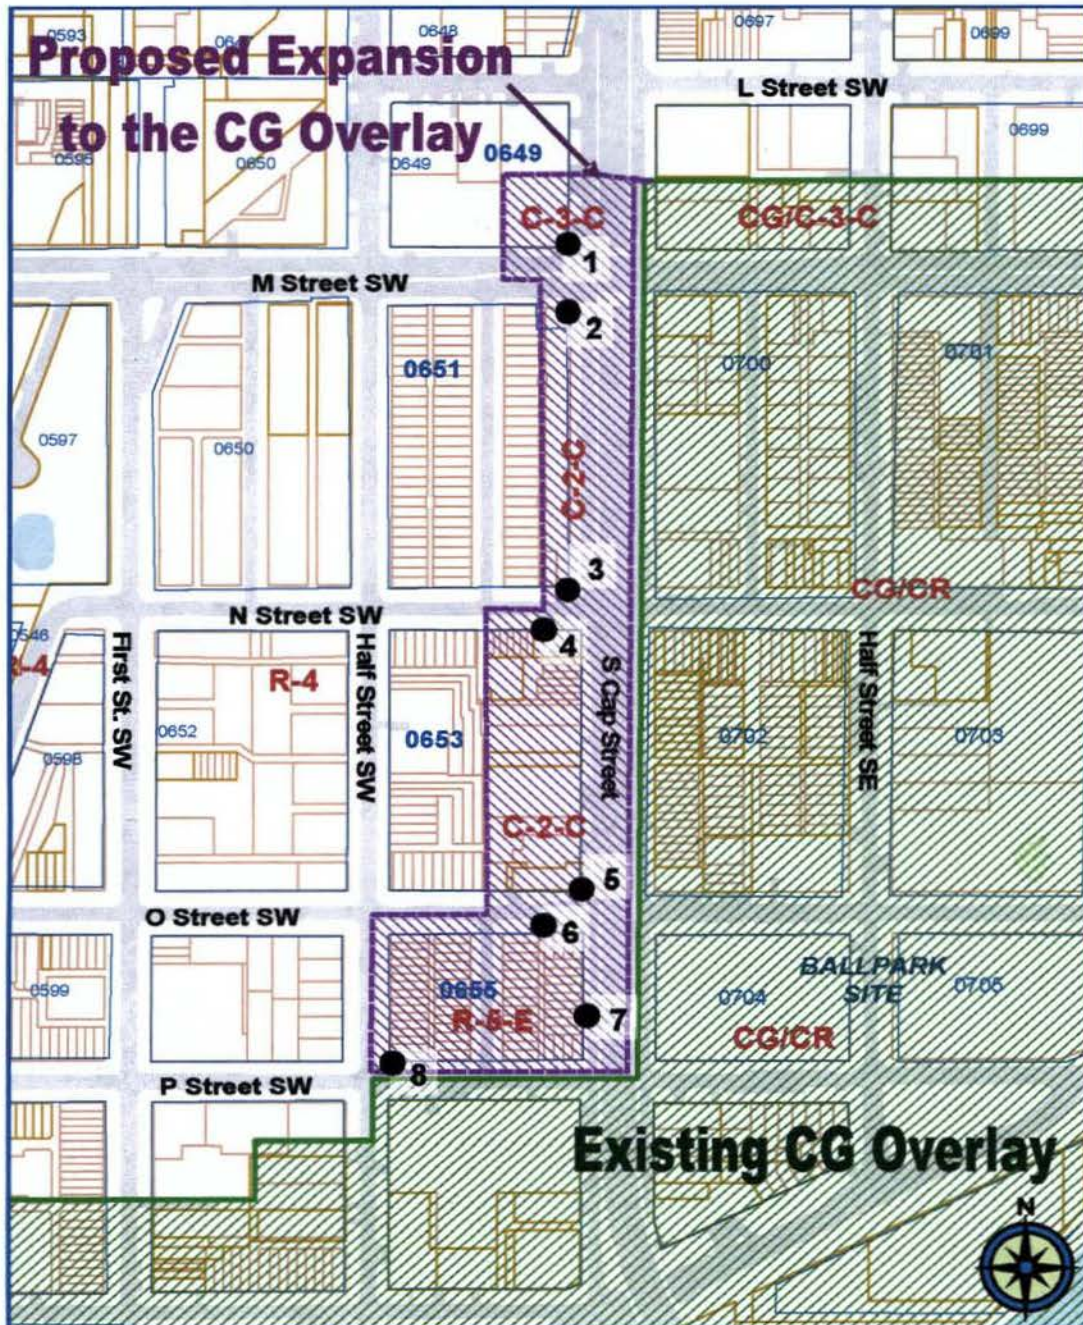 0593
0648
0697
0699
Proposed Expansion
to the CG Overlay
L Street SW
0595
0650
0649
0649
0699
C-3-C
CG/C-3-C
1
M Street SW
2
0651
0700
0701
0597
0650
C-2-C
3
CG/CR
N Street SW
4
R-4
R-4
First St. SW
Half Street SW
S Cap Street
Half Street SE
0652
0653
0702
0703
0598
C-2-C
5
O Street SW
6
BALLPARK
SITE
0599
0655
0704
0705
R-5-E
7
CG/CR
8
P Street SW
Existing CG Overlay
N